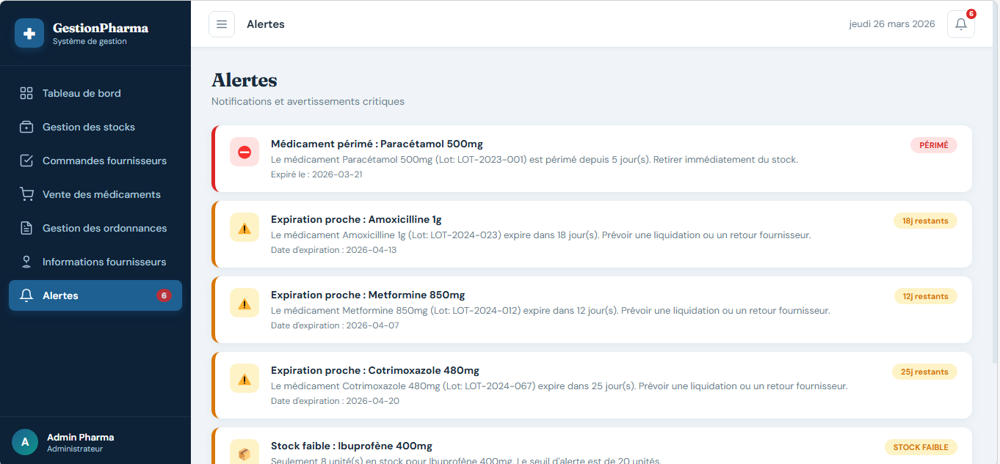 GestionPharma
Système de gestion
Tableau de bord
Gestion des stocks
Commandes fournisseurs
Vente des médicaments
Gestion des ordonnances
Informations fournisseurs
Alertes 6
A
Admin Pharma
Administrateur
Alertes
jeudi 26 mars 2026
6
Alertes
Notifications et avertissements critiques
Médicament périmé : Paracétamol 500mg
PÉRIMÉ
Le médicament Paracétamol 500mg (Lot: LOT-2023-001) est périmé depuis 5 jour(s). Retirer immédiatement du stock.
Expiré le : 2026-03-21
Expiration proche : Amoxicilline 1g
18j restants
Le médicament Amoxicilline 1g (Lot: LOT-2024-023) expire dans 18 jour(s). Prévoir une liquidation ou un retour fournisseur.
Date d'expiration : 2026-04-13
Expiration proche : Metformine 850mg
12j restants
Le médicament Metformine 850mg (Lot: LOT-2024-012) expire dans 12 jour(s). Prévoir une liquidation ou un retour fournisseur.
Date d'expiration : 2026-04-07
Expiration proche : Cotrimoxazole 480mg
25j restants
Le médicament Cotrimoxazole 480mg (Lot: LOT-2024-067) expire dans 25 jour(s). Prévoir une liquidation ou un retour fournisseur.
Date d'expiration : 2026-04-20
Stock faible : Ibuprofène 400mg
STOCK FAIBLE
Seulement 8 unité(s) en stock pour Ibuprofène 400mg. Le seuil d'alerte est de 20 unités.